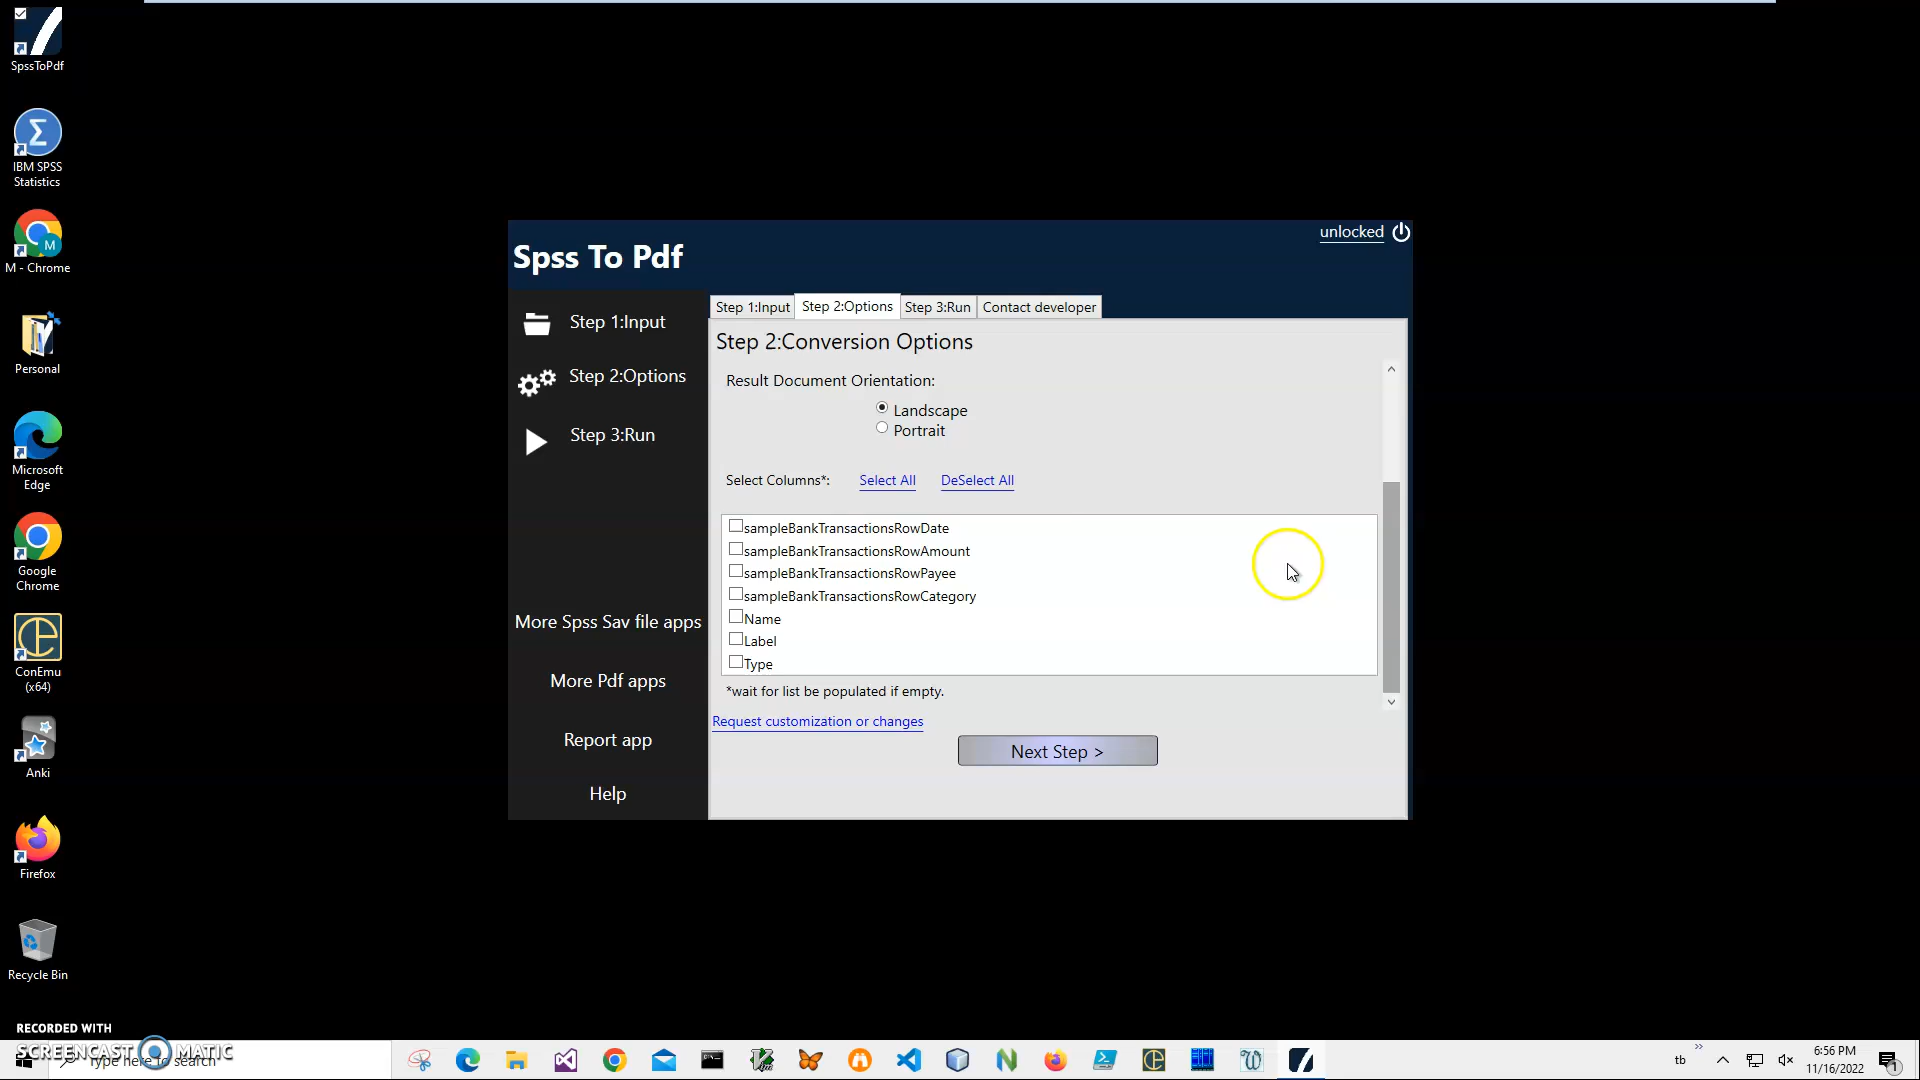 SpssToPdf
IBM SPSS
Statistics
M
M - Chrome
Personal
Microsoft
Edge
Google
Chrome
ConEmu
(x64)
Anki
Firefox
Recycle Bin
Spss To Pdf
unlocked
Step 1:Input
Step 2:Options
Step 3:Run
More Spss Sav file apps
More Pdf apps
Report app
Help
Step 1:Input
Step 2:Options
Step 3:Run
Contact developer
Step 2:Conversion Options
Result Document Orientation:
Landscape
Portrait
Select Columns*:
Select All
DeSelect All
sampleBankTransactionsRowDate
sampleBankTransactionsRowAmount
sampleBankTransactionsRowPayee
sampleBankTransactionsRowCategory
Name
Label
Type
*wait for list be populated if empty.
Request customization or changes
Next Step >
RECORDED WITH
SCREENCAST MATIC
Type here to search
tb
6:56 PM
11/16/2022
1